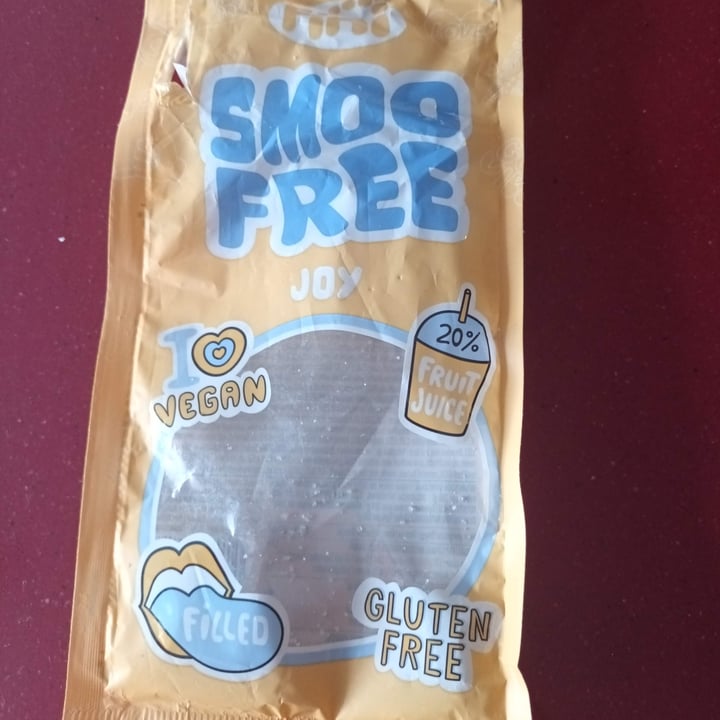 SMOO
FREE
JOY
I
VEGAN
20%
FRUIT
JUICE
FILLED
GLUTEN
FREE